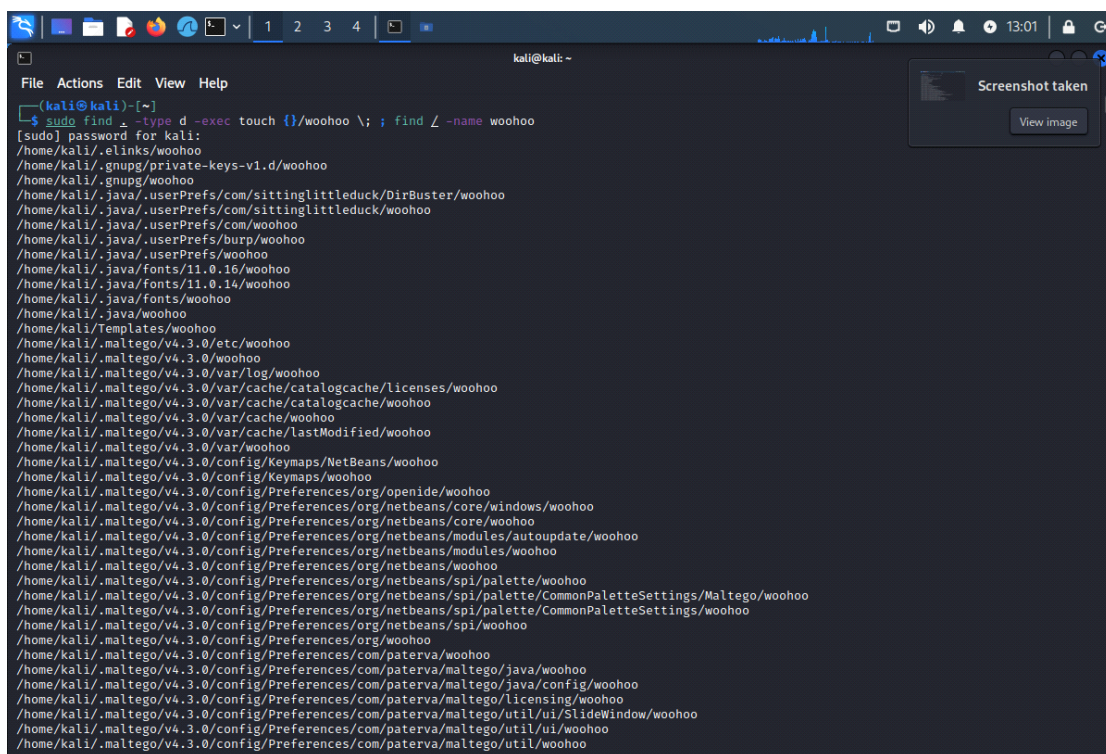 1 2 3 4 13:01
kali@kali: ~
File Actions Edit View Help
Screenshot taken
View image
(kali㉿kali)-[~]
$ sudo find . -type d -exec touch {}/woohoo \; ; find / -name woohoo
[sudo] password for kali:
/home/kali/.elinks/woohoo
/home/kali/.gnupg/private-keys-v1.d/woohoo
/home/kali/.gnupg/woohoo
/home/kali/.java/.userPrefs/com/sittinglittleduck/DirBuster/woohoo
/home/kali/.java/.userPrefs/com/sittinglittleduck/woohoo
/home/kali/.java/.userPrefs/com/woohoo
/home/kali/.java/.userPrefs/burp/woohoo
/home/kali/.java/.userPrefs/woohoo
/home/kali/.java/fonts/11.0.16/woohoo
/home/kali/.java/fonts/11.0.14/woohoo
/home/kali/.java/fonts/woohoo
/home/kali/.java/woohoo
/home/kali/Templates/woohoo
/home/kali/.maltego/v4.3.0/etc/woohoo
/home/kali/.maltego/v4.3.0/woohoo
/home/kali/.maltego/v4.3.0/var/log/woohoo
/home/kali/.maltego/v4.3.0/var/cache/catalogcache/licenses/woohoo
/home/kali/.maltego/v4.3.0/var/cache/catalogcache/woohoo
/home/kali/.maltego/v4.3.0/var/cache/woohoo
/home/kali/.maltego/v4.3.0/var/cache/lastModified/woohoo
/home/kali/.maltego/v4.3.0/var/woohoo
/home/kali/.maltego/v4.3.0/config/Keymaps/NetBeans/woohoo
/home/kali/.maltego/v4.3.0/config/Keymaps/woohoo
/home/kali/.maltego/v4.3.0/config/Preferences/org/openide/woohoo
/home/kali/.maltego/v4.3.0/config/Preferences/org/netbeans/core/windows/woohoo
/home/kali/.maltego/v4.3.0/config/Preferences/org/netbeans/core/woohoo
/home/kali/.maltego/v4.3.0/config/Preferences/org/netbeans/modules/autoupdate/woohoo
/home/kali/.maltego/v4.3.0/config/Preferences/org/netbeans/modules/woohoo
/home/kali/.maltego/v4.3.0/config/Preferences/org/netbeans/woohoo
/home/kali/.maltego/v4.3.0/config/Preferences/org/netbeans/spi/palette/woohoo
/home/kali/.maltego/v4.3.0/config/Preferences/org/netbeans/spi/palette/CommonPaletteSettings/Maltego/woohoo
/home/kali/.maltego/v4.3.0/config/Preferences/org/netbeans/spi/palette/CommonPaletteSettings/woohoo
/home/kali/.maltego/v4.3.0/config/Preferences/org/netbeans/spi/woohoo
/home/kali/.maltego/v4.3.0/config/Preferences/org/woohoo
/home/kali/.maltego/v4.3.0/config/Preferences/com/paterva/woohoo
/home/kali/.maltego/v4.3.0/config/Preferences/com/paterva/maltego/java/woohoo
/home/kali/.maltego/v4.3.0/config/Preferences/com/paterva/maltego/java/config/woohoo
/home/kali/.maltego/v4.3.0/config/Preferences/com/paterva/maltego/licensing/woohoo
/home/kali/.maltego/v4.3.0/config/Preferences/com/paterva/maltego/util/ui/SlideWindow/woohoo
/home/kali/.maltego/v4.3.0/config/Preferences/com/paterva/maltego/util/ui/woohoo
/home/kali/.maltego/v4.3.0/config/Preferences/com/paterva/maltego/util/woohoo